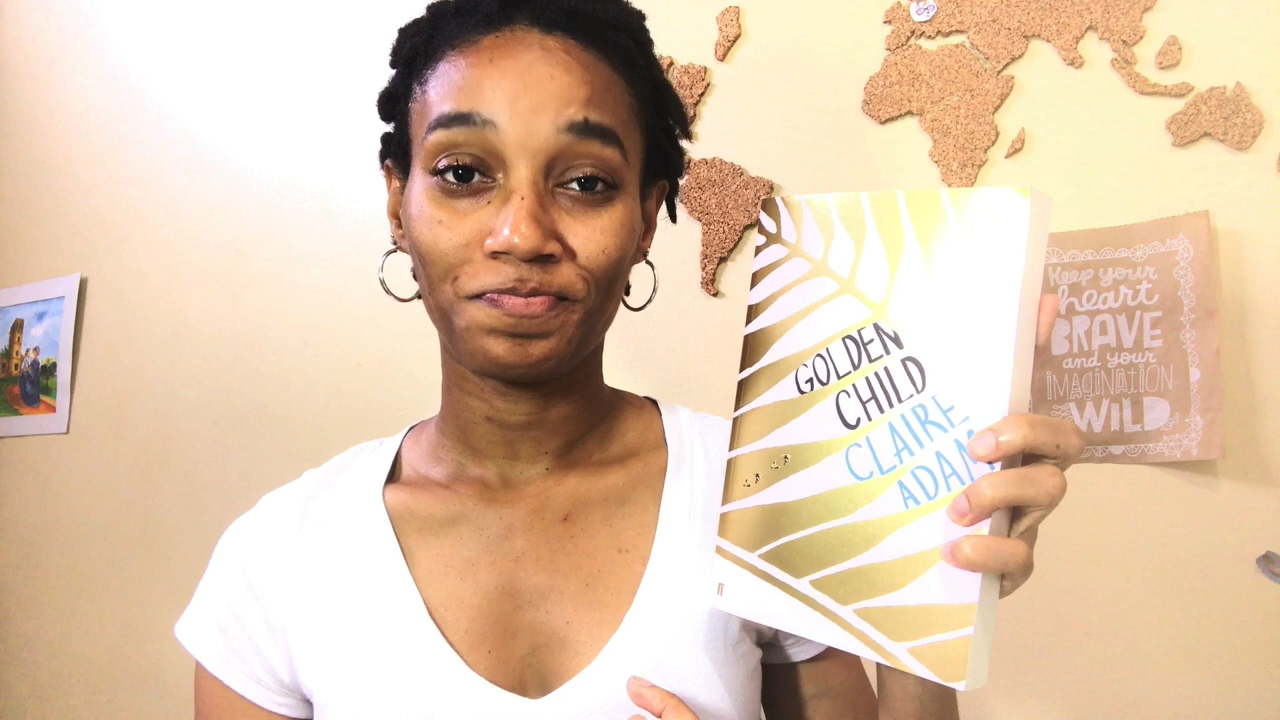 GOLDEN
CHILD
CLAIRE
ADAM
Keep your
heart
BRAVE
and your
IMAGINATION
WILD